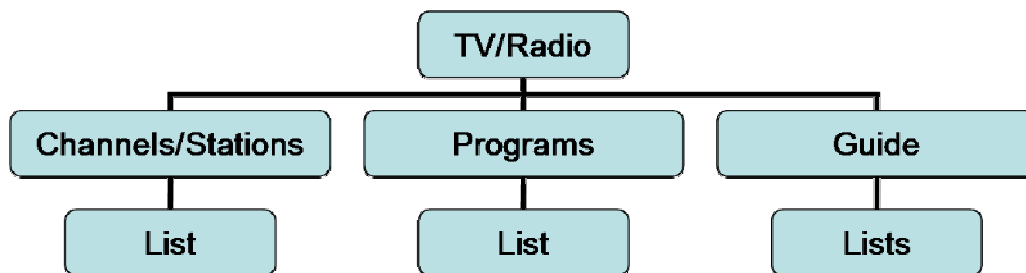 TV/Radio
Channels/Stations
Programs
Guide
List
List
Lists